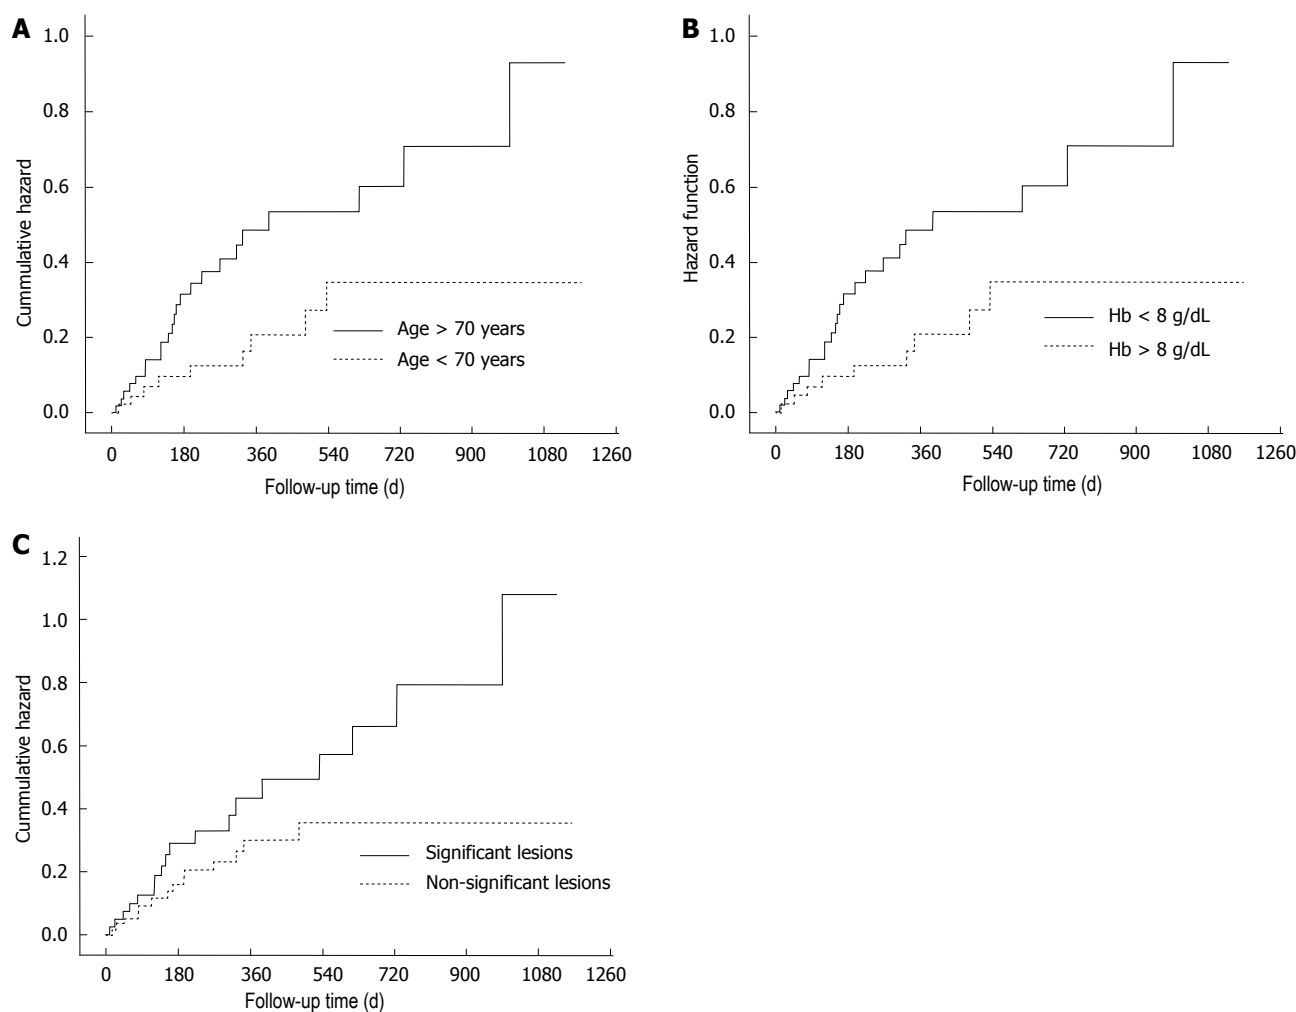 A
Cummulative hazard
1.0
0.8
0.6
0.4
0.2
0.0
Age > 70 years
Age < 70 years
0 180 360 540 720 900 1080 1260
Follow-up time (d)
B
Hazard function
1.0
0.8
0.6
0.4
0.2
0.0
Hb < 8 g/dL
Hb > 8 g/dL
0 180 360 540 720 900 1080 1260
Follow-up time (d)
C
Cummulative hazard
1.2
1.0
0.8
0.6
0.4
0.2
0.0
Significant lesions
Non-significant lesions
0 180 360 540 720 900 1080 1260
Follow-up time (d)